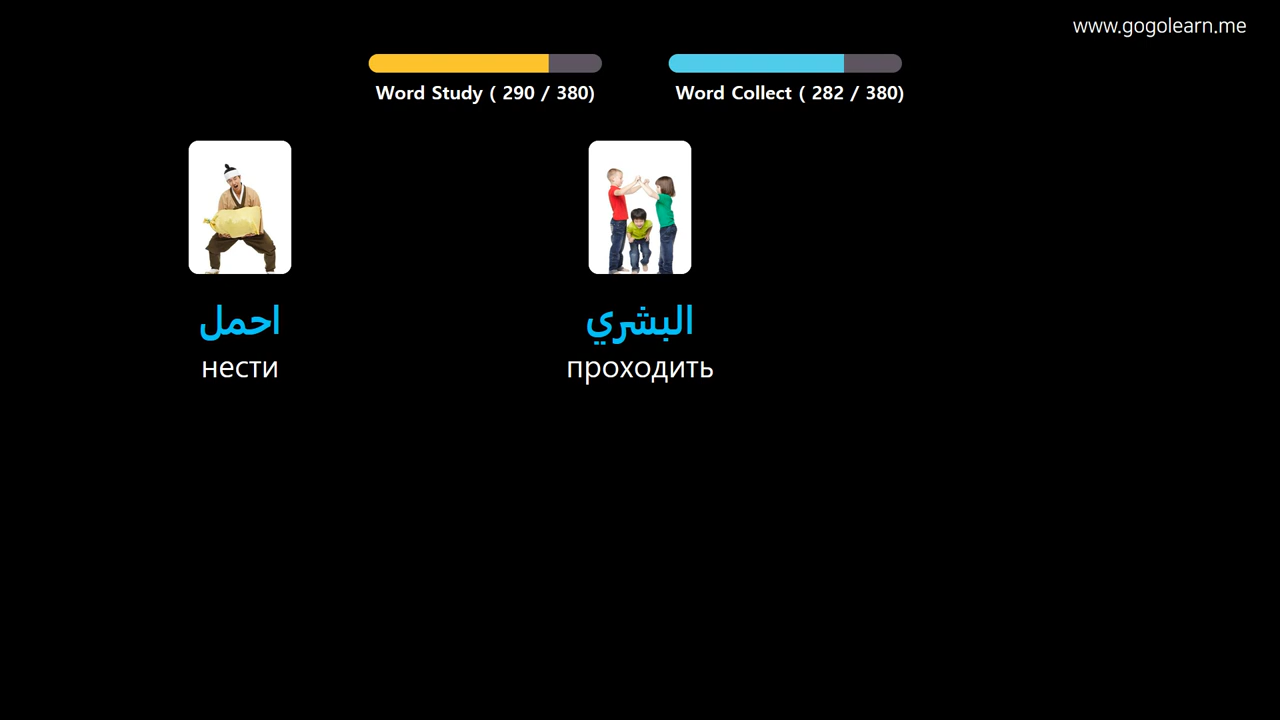 www.gogolearn.me
Word Study ( 290 / 380)
Word Collect ( 282 / 380)
احمل
البشري
нести
проходить